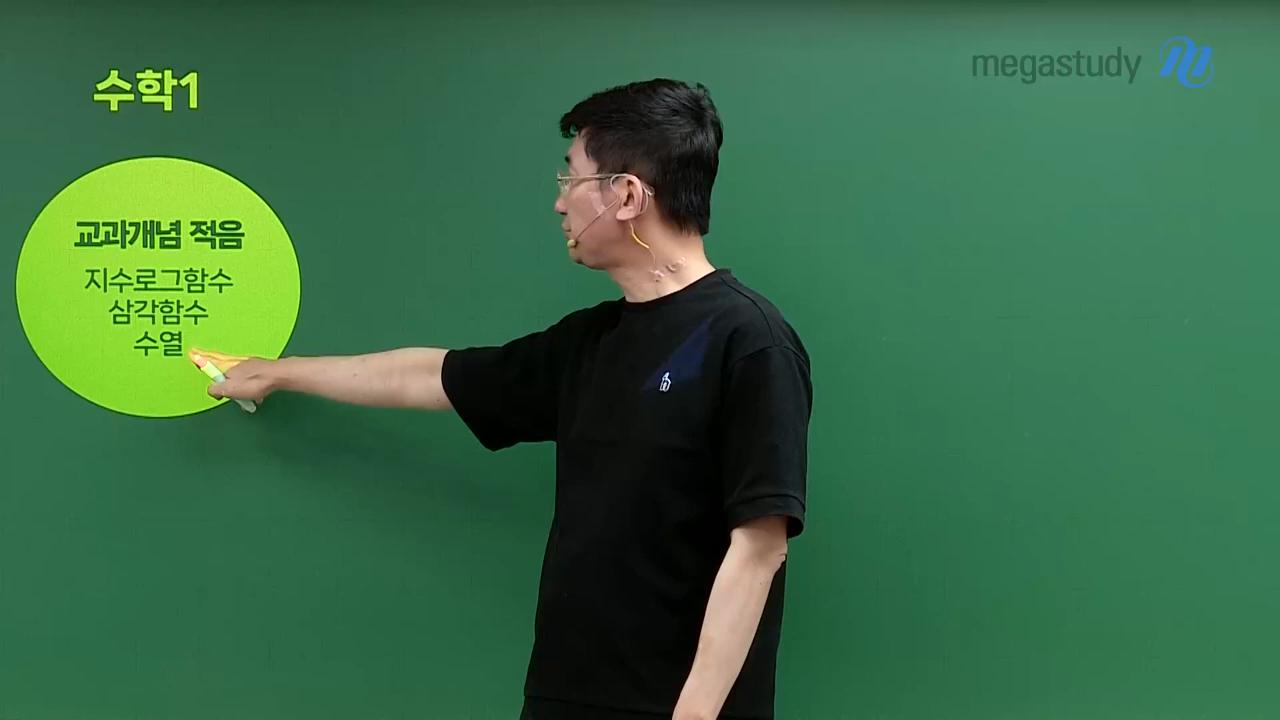 수학1
megastudy
교과개념 적음
지수로그함수
삼각함수
수열